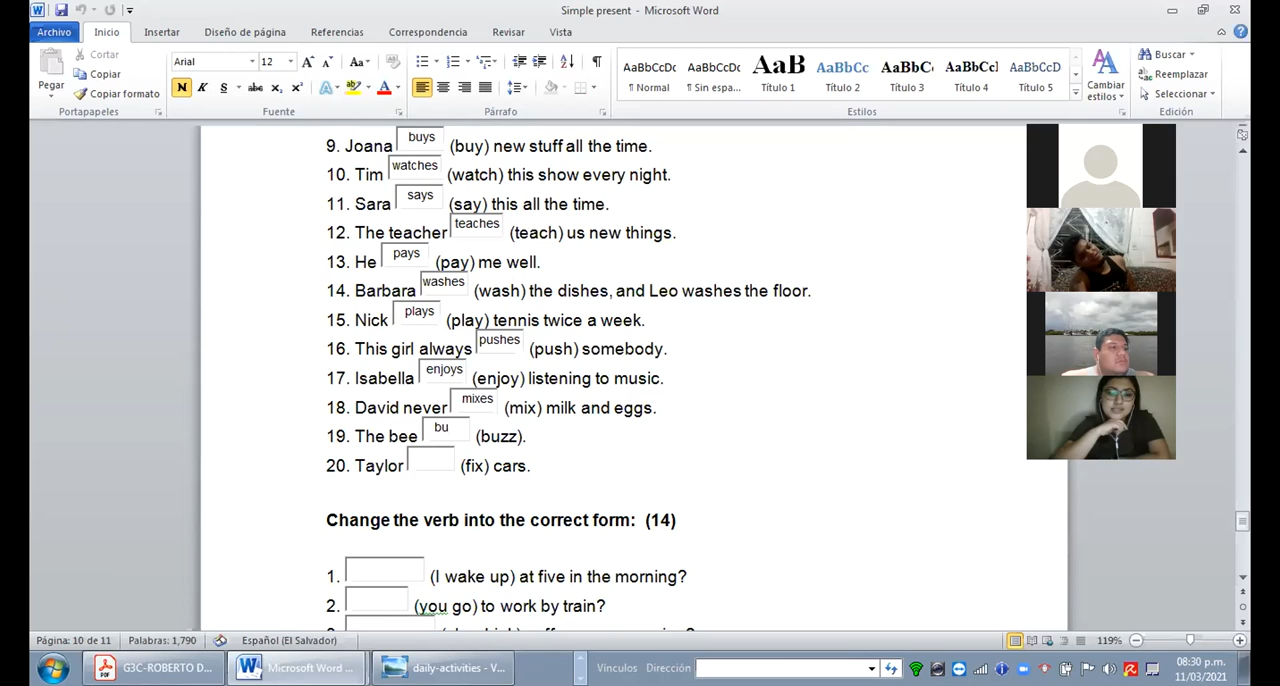 Simple present - Microsoft Word
Archivo Inicio Insertar Diseño de página Referencias Correspondencia Revisar Vista
Pegar Cortar Copiar Copiar formato
Arial 12
AaBbCcDc AaBbCcDc AaB AaBbCc AaBbC AaBbCcI AaBbCcD
¶ Normal ¶ Sin espa... Título 1 Título 2 Título 3 Título 4 Título 5
Cambiar estilos
Buscar
Reemplazar
Seleccionar
Portapapeles Fuente Párrafo Estilos Edición
9. Joana buys (buy) new stuff all the time.
10. Tim watches (watch) this show every night.
11. Sara says (say) this all the time.
12. The teacher teaches (teach) us new things.
13. He pays (pay) me well.
14. Barbara washes (wash) the dishes, and Leo washes the floor.
15. Nick plays (play) tennis twice a week.
16. This girl always pushes (push) somebody.
17. Isabella enjoys (enjoy) listening to music.
18. David never mixes (mix) milk and eggs.
19. The bee bu (buzz).
20. Taylor (fix) cars.
Change the verb into the correct form: (14)
1. (I wake up) at five in the morning?
2. (you go) to work by train?
Página: 10 de 11 Palabras: 1,790 Español (El Salvador) 119%
G3C-ROBERTO D... Microsoft Word ... daily-activities - V... Vínculos Dirección
08:30 p.m.
11/03/2021